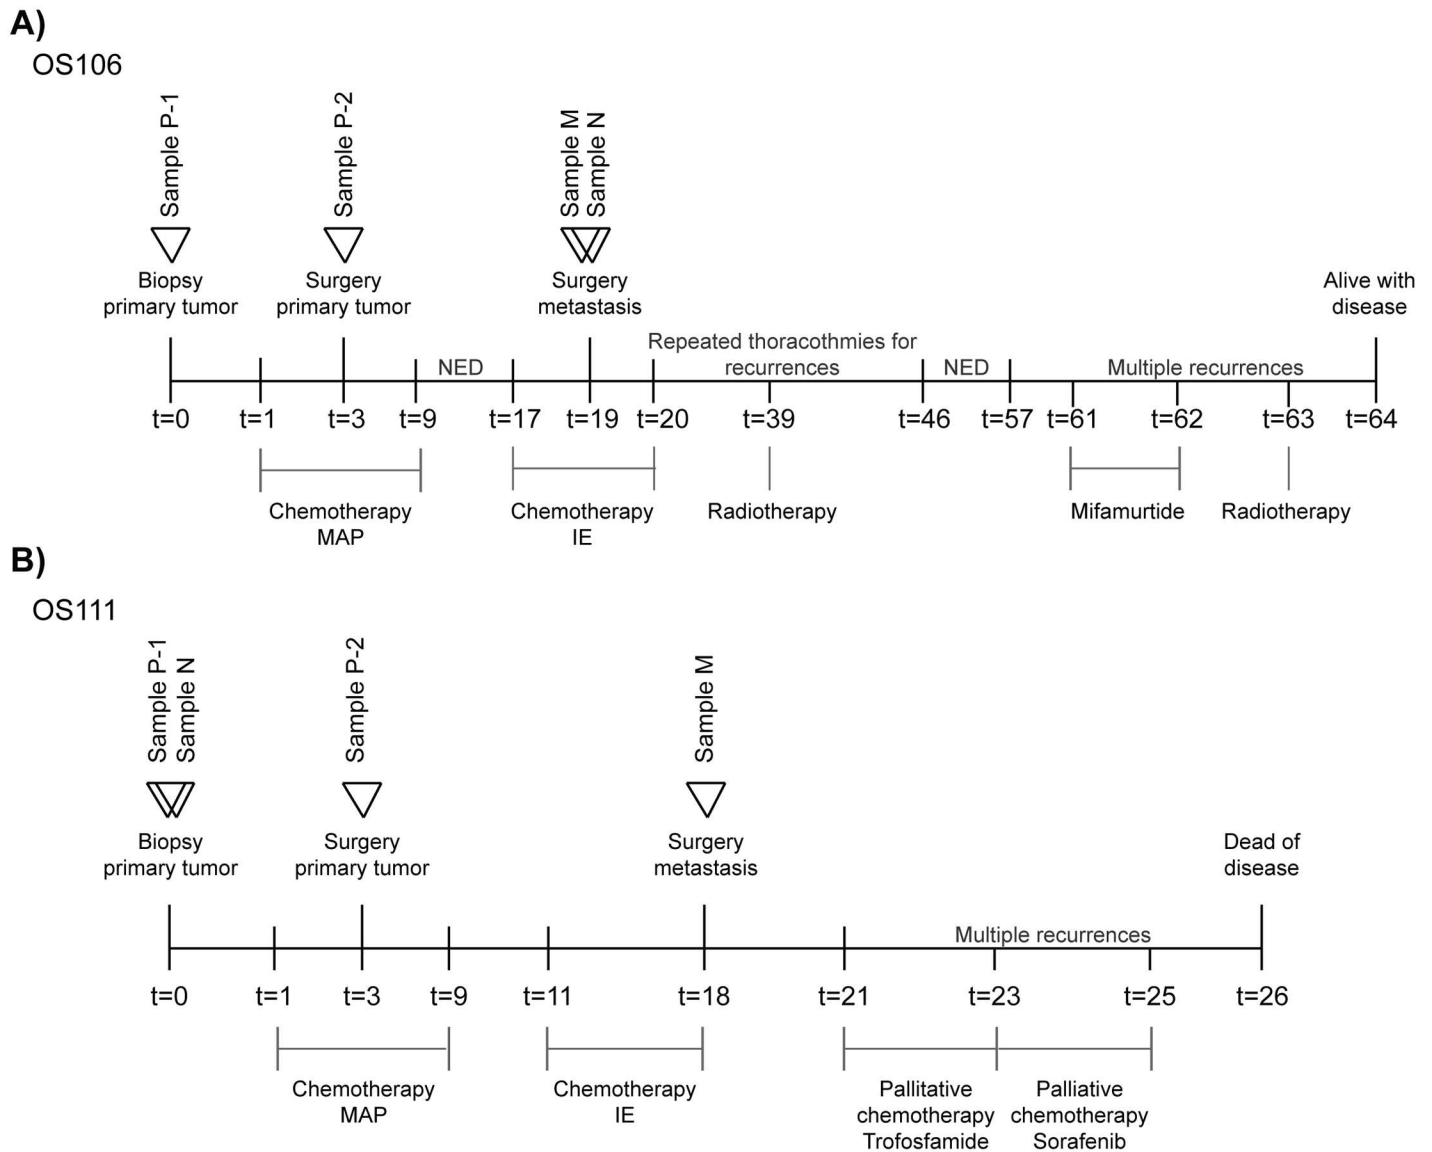 A)
OS106
Sample P-1
Sample P-2
Sample M
Sample N
Biopsy
primary tumor
Surgery
primary tumor
Surgery
metastasis
Alive with
disease
NED
Repeated thoracothmies for
recurrences
NED
Multiple recurrences
t=0 t=1 t=3 t=9 t=17 t=19 t=20 t=39 t=46 t=57 t=61 t=62 t=63 t=64
Chemotherapy
MAP
Chemotherapy
IE
Radiotherapy
Mifamurtide
Radiotherapy
B)
OS111
Sample P-1
Sample N
Sample P-2
Sample M
Biopsy
primary tumor
Surgery
primary tumor
Surgery
metastasis
Dead of
disease
Multiple recurrences
t=0 t=1 t=3 t=9 t=11 t=18 t=21 t=23 t=25 t=26
Chemotherapy
MAP
Chemotherapy
IE
Pallitative
chemotherapy
Trofosfamide
Palliative
chemotherapy
Sorafenib